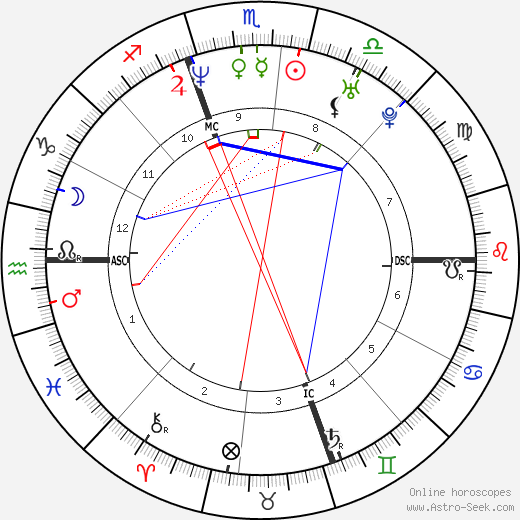 MC
9
8
10
11
7
12
ASC
DSC
R
R
1
6
2
5
3
4
IC
R
R
Online horoscopes
www.Astro-Seek.com